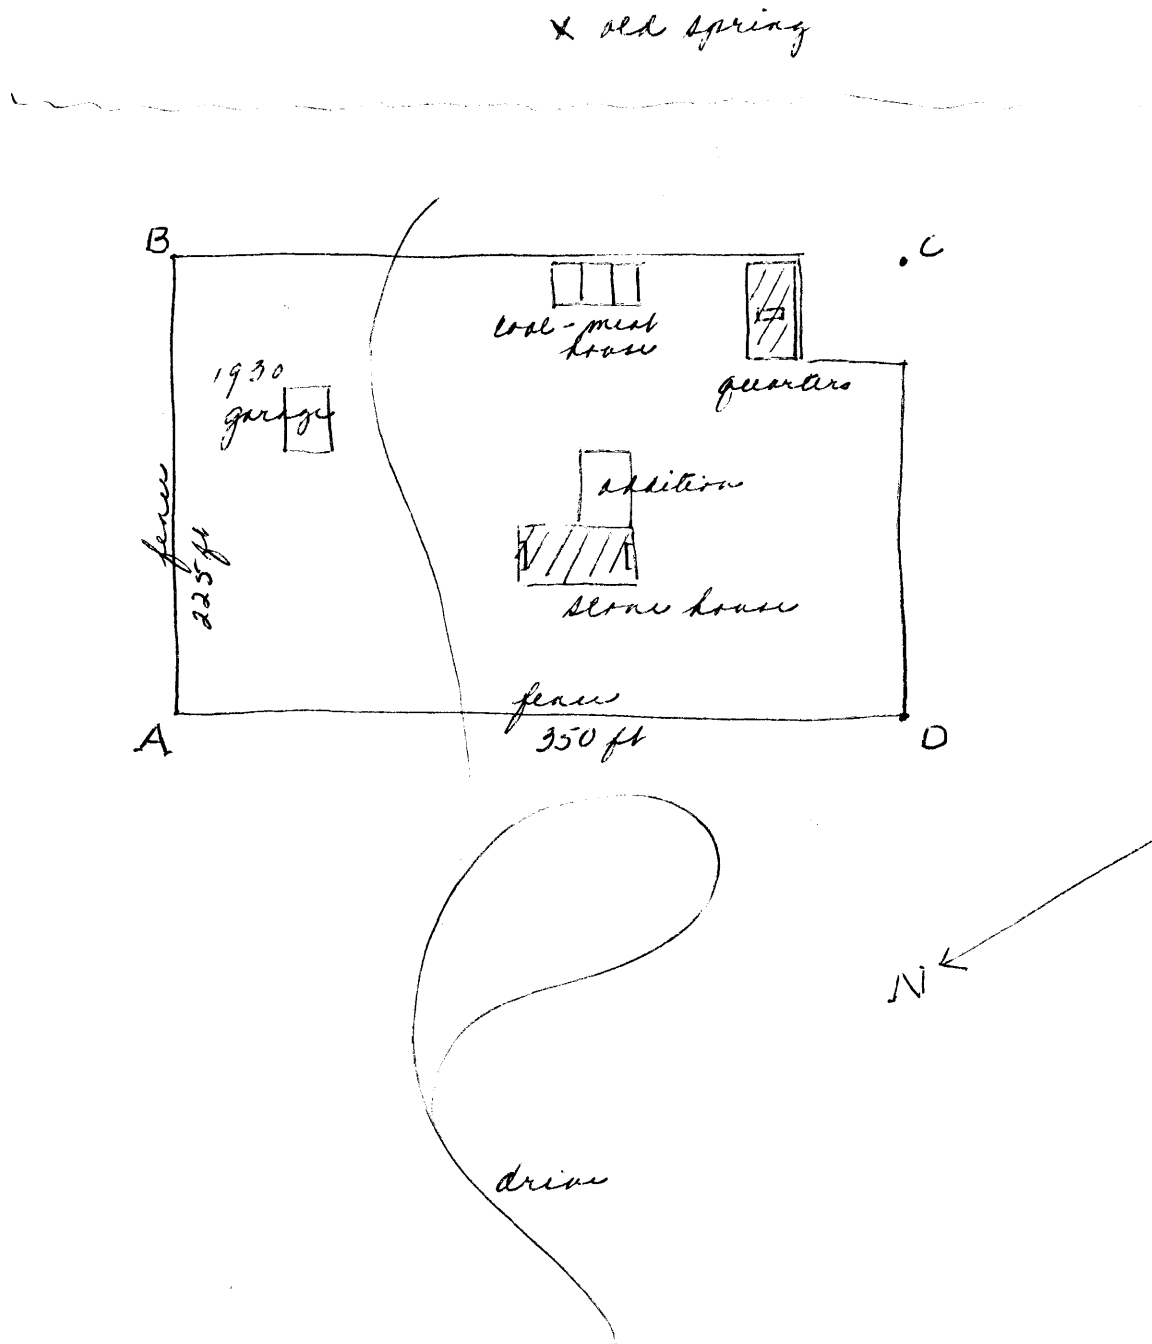 x old spring
B
C
coal-meat
house
1930
garage
quarters
addition
fence
225 ft
stone house
fence
350 ft
A
D
N
drive